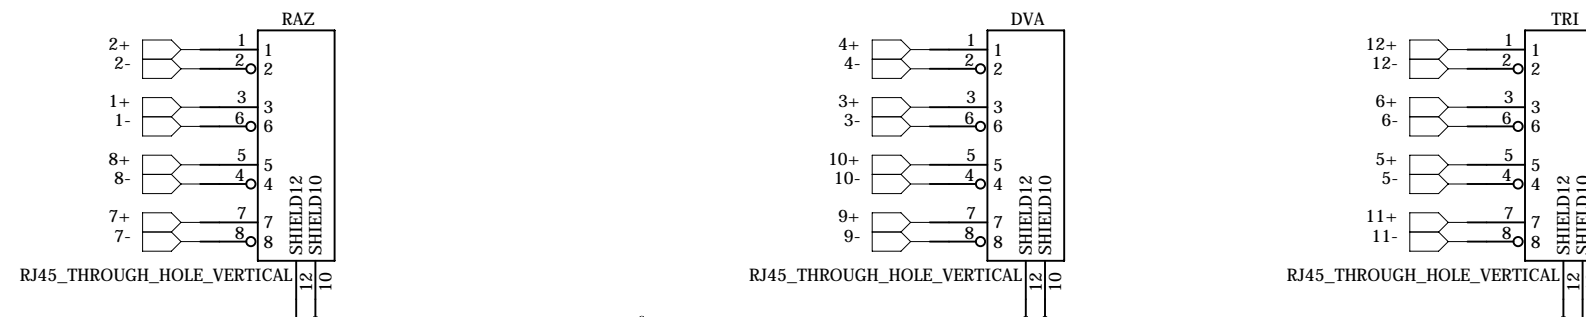 RAZ
2+ 1 1
2- 2 2
1+ 3 3
1- 6 6
8+ 5 5
8- 4 4
7+ 7 7
7- 8 8
SHIELD12
SHIELD10
RJ45_THROUGH_HOLE_VERTICAL
12
10
DVA
4+ 1 1
4- 2 2
3+ 3 3
3- 6 6
10+ 5 5
10- 4 4
9+ 7 7
9- 8 8
SHIELD12
SHIELD10
RJ45_THROUGH_HOLE_VERTICAL
12
10
TRI
12+ 1 1
12- 2 2
6+ 3 3
6- 6 6
5+ 5 5
5- 4 4
11+ 7 7
11- 8 8
SHIELD12
SHIELD10
RJ45_THROUGH_HOLE_VERTICAL
12